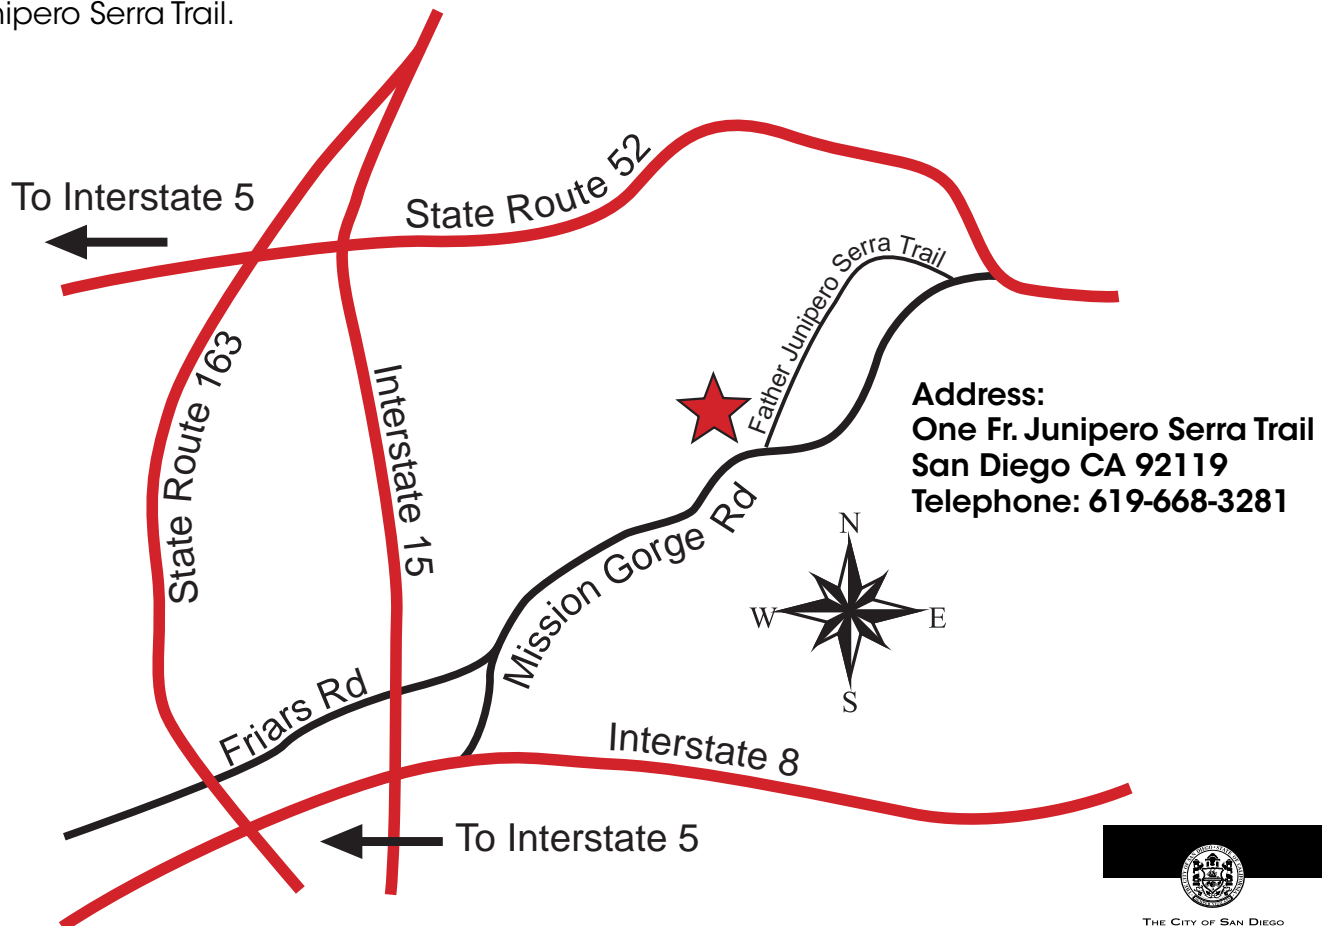 nipero Serra Trail.
To Interstate 5
State Route 52
Father Junipero Serra Trail
State Route 163
Interstate 15
Address:
One Fr. Junipero Serra Trail
San Diego CA 92119
Telephone: 619-668-3281
Mission Gorge Rd
N
W
E
S
Friars Rd
Interstate 8
To Interstate 5
THE CITY OF SAN DIEGO